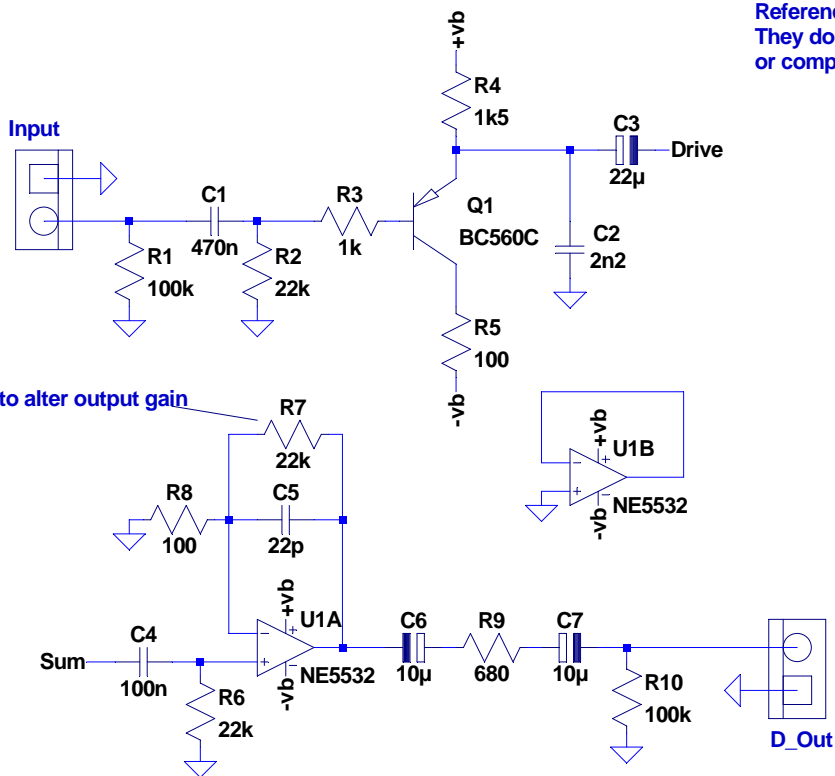 Reference
They do
or comp
+vb
R4
1k5
Input
C3
Drive
22µ
C1
470n
R3
1k
Q1
BC560C
C2
2n2
R1
100k
R2
22k
R5
100
-vb
to alter output gain
R7
22k
+vb
U1B
-vb
NE5532
R8
100
C5
22p
+vb
U1A
-vb
NE5532
C6
10µ
R9
680
C7
10µ
C4
Sum
100n
R6
22k
R10
100k
D_Out